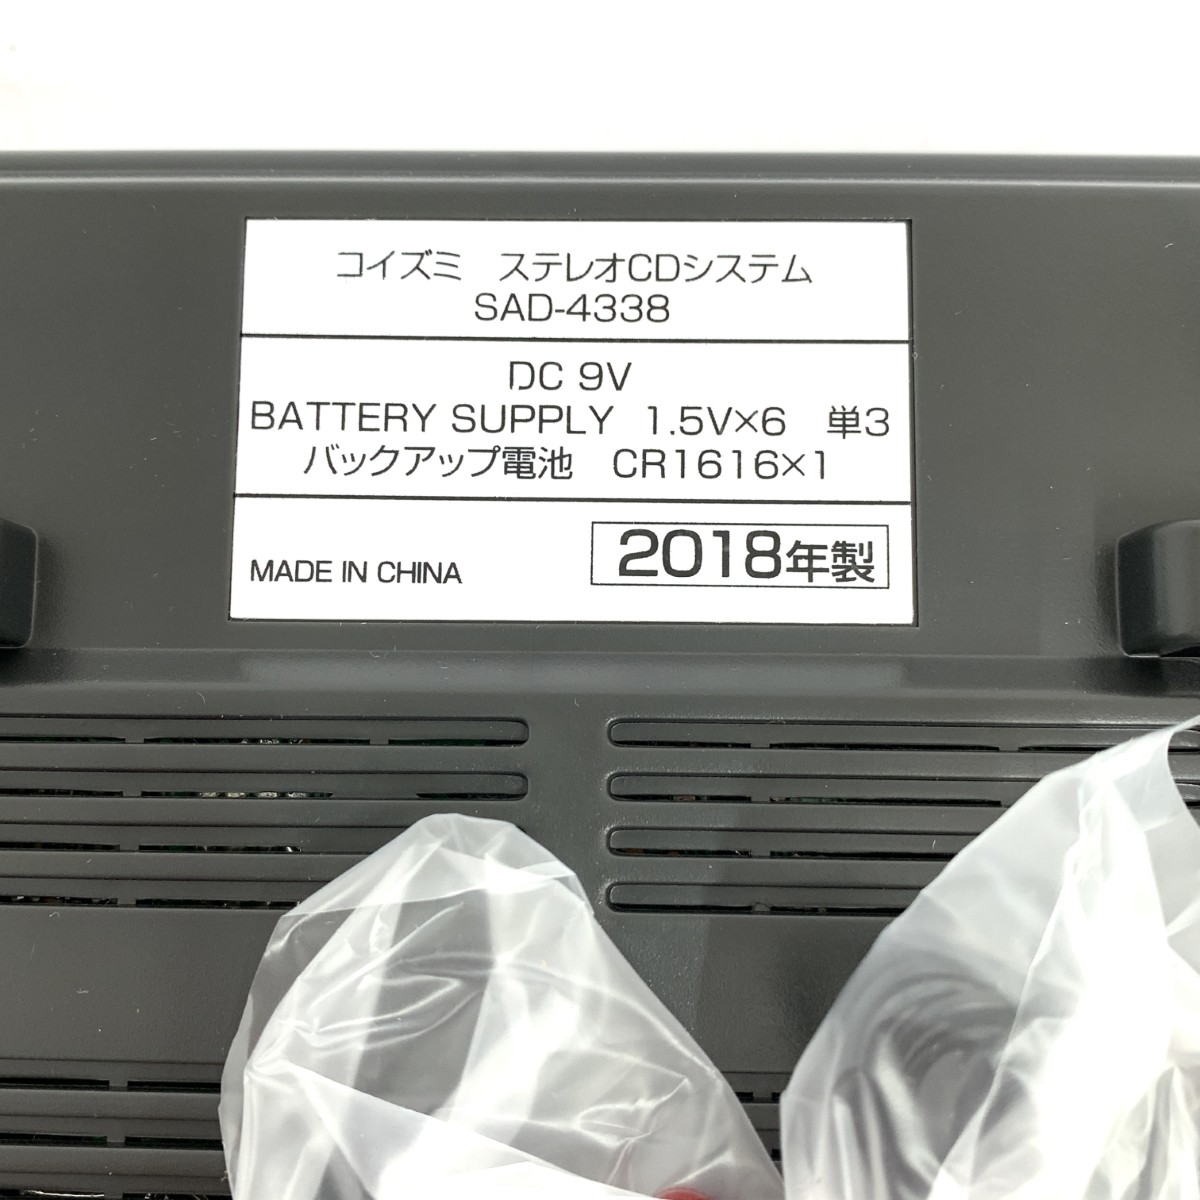 コイズミ　ステレオCDシステム
SAD-4338
DC 9V
BATTERY SUPPLY 1.5V×6　単3
バックアップ電池　CR1616×1
MADE IN CHINA
2018年製